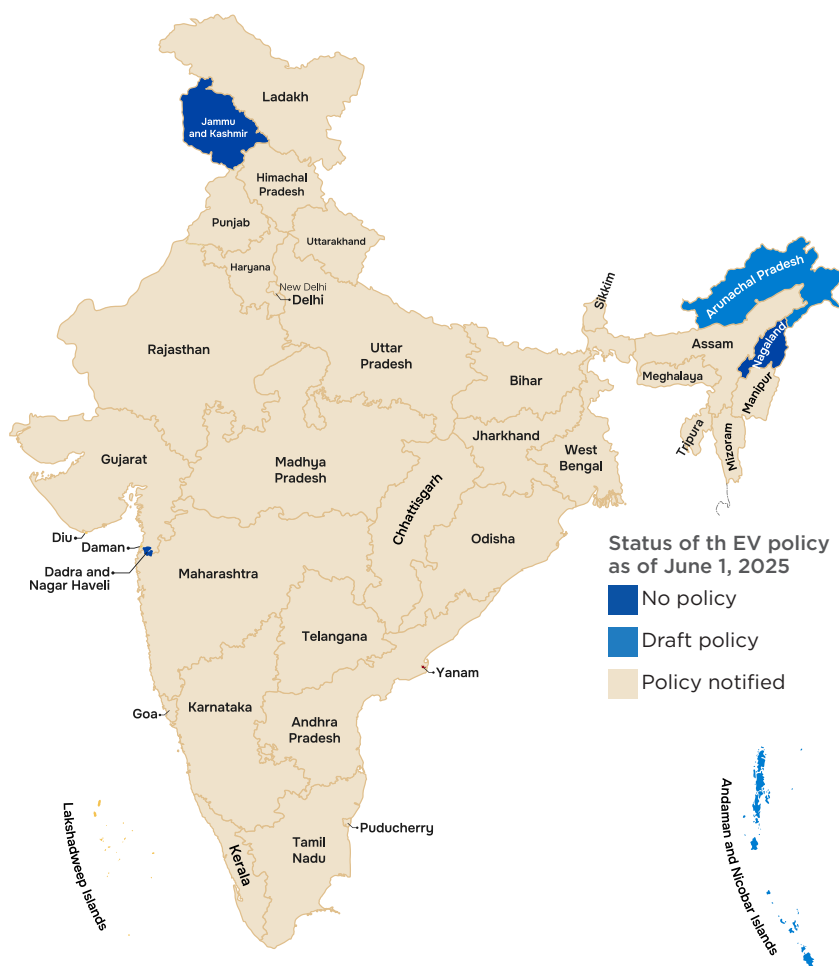 Ladakh
Jammu
and Kashmir
Himachal
Pradesh
Punjab
Uttarakhand
Haryana
New Delhi
Delhi
Arunachal Pradesh
Sikkim
Nagaland
Assam
Rajasthan
Uttar
Pradesh
Bihar
Meghalaya
Manipur
Tripura
Mizoram
Jharkhand
West
Bengal
Gujarat
Madhya
Pradesh
Chhattisgarh
Odisha
Diu
Daman
Dadra and
Nagar Haveli
Maharashtra
Status of th EV policy
as of June 1, 2025
No policy
Draft policy
Policy notified
Telangana
Yanam
Goa
Karnataka
Andhra
Pradesh
Lakshadweep Islands
Puducherry
Tamil
Nadu
Kerala
Andaman and Nicobar Islands